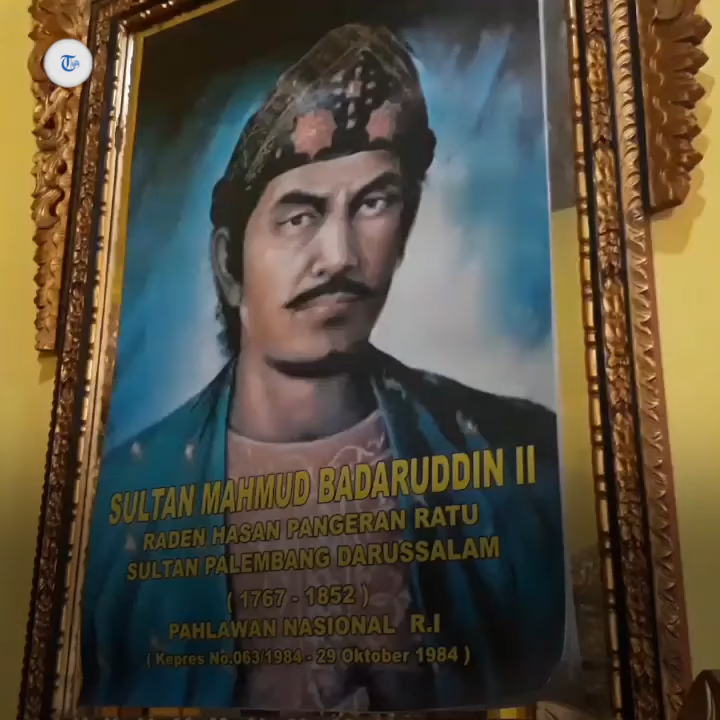 SULTAN MAHMUD BADARUDDIN II
RADEN HASAN PANGERAN RATU
SULTAN PALEMBANG DARUSSALAM
( 1767 - 1852 )
PAHLAWAN NASIONAL R.I
( Kepres No.063/1984 - 29 Oktober 1984 )